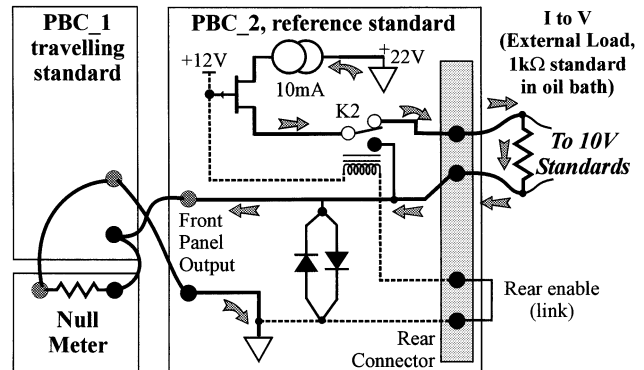 PBC_1
travelling
standard
PBC_2, reference standard
I to V
(External Load,
1kΩ standard
in oil bath)
+12V
+22V
10mA
K2
To 10V
Standards
Front
Panel
Output
Null
Meter
Rear enable
(link)
Rear
Connector